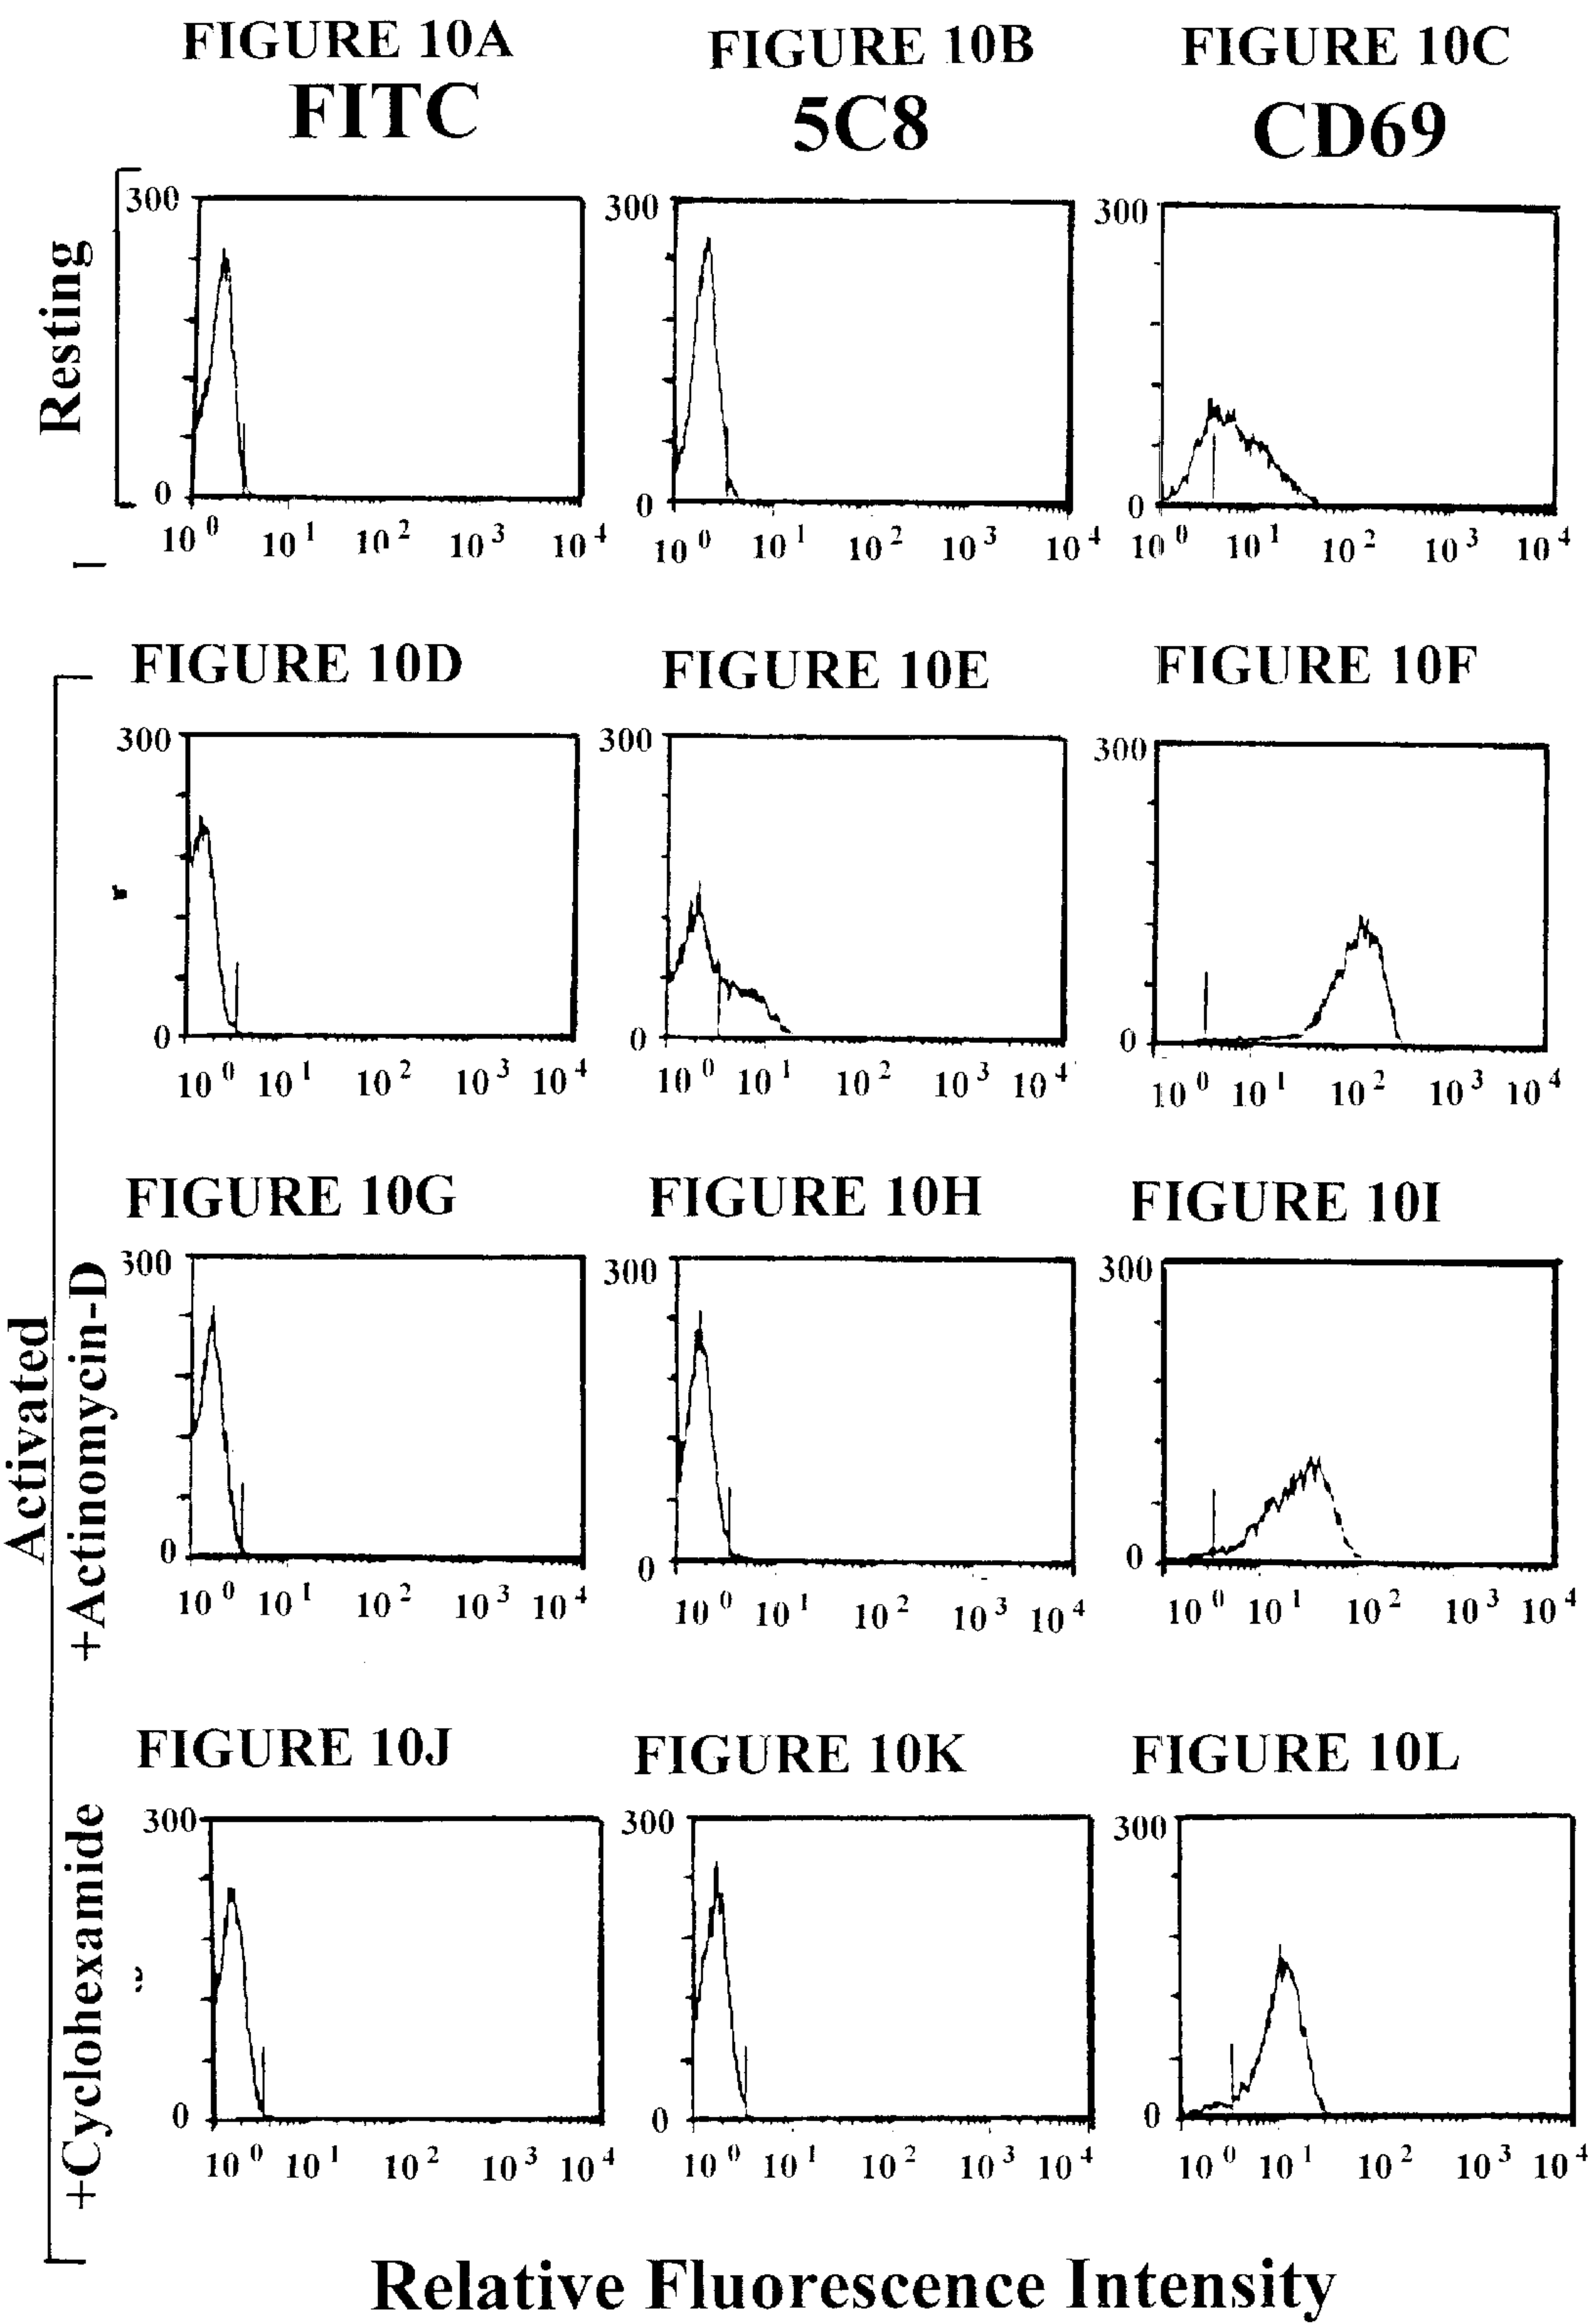 FIGURE 10A FIGURE 10B FIGURE 10C
FITC 5C8 CD69
Resting
300 300 300
0 0 0
10^0 10^1 10^2 10^3 10^4 10^0 10^1 10^2 10^3 10^4 10^0 10^1 10^2 10^3 10^4
FIGURE 10D FIGURE 10E FIGURE 10F
300 300 300
0 0 0
10^0 10^1 10^2 10^3 10^4 10^0 10^1 10^2 10^3 10^4 10^0 10^1 10^2 10^3 10^4
Activated
FIGURE 10G FIGURE 10H FIGURE 10I
+Actinomycin-D
300 300 300
0 0 0
10^0 10^1 10^2 10^3 10^4 10^0 10^1 10^2 10^3 10^4 10^0 10^1 10^2 10^3 10^4
FIGURE 10J FIGURE 10K FIGURE 10L
+Cyclohexamide
300 300 300
0 0 0
10^0 10^1 10^2 10^3 10^4 10^0 10^1 10^2 10^3 10^4 10^0 10^1 10^2 10^3 10^4
Relative Fluorescence Intensity